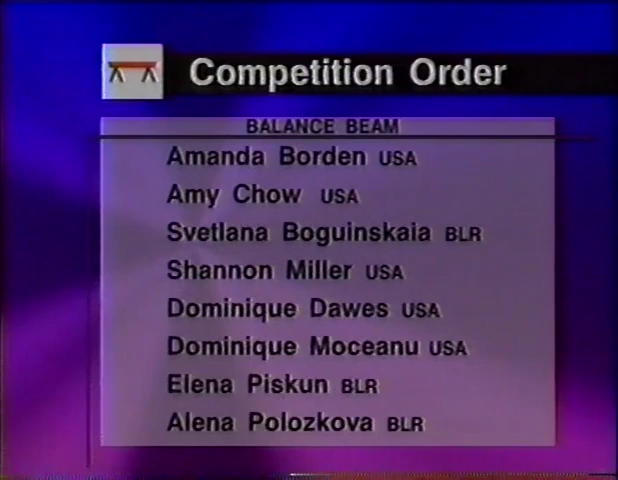 Competition Order
BALANCE BEAM
Amanda Borden USA
Amy Chow USA
Svetlana Boguinskaia BLR
Shannon Miller USA
Dominique Dawes USA
Dominique Moceanu USA
Elena Piskun BLR
Alena Polozkova BLR